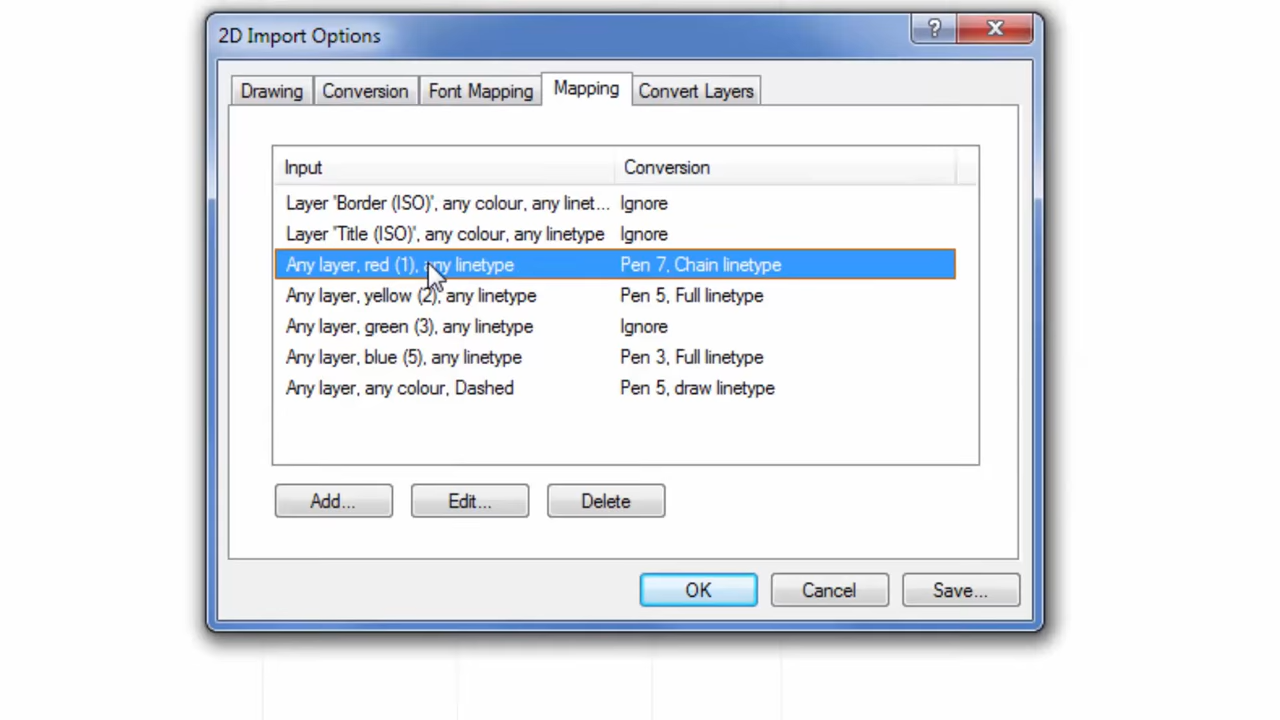 2D Import Options
?
Drawing Conversion Font Mapping Mapping Convert Layers
Input Conversion
Layer 'Border (ISO)', any colour, any linet... Ignore
Layer 'Title (ISO)', any colour, any linetype Ignore
Any layer, red (1), any linetype Pen 7, Chain linetype
Any layer, yellow (2), any linetype Pen 5, Full linetype
Any layer, green (3), any linetype Ignore
Any layer, blue (5), any linetype Pen 3, Full linetype
Any layer, any colour, Dashed Pen 5, draw linetype
Add... Edit... Delete
OK Cancel Save...